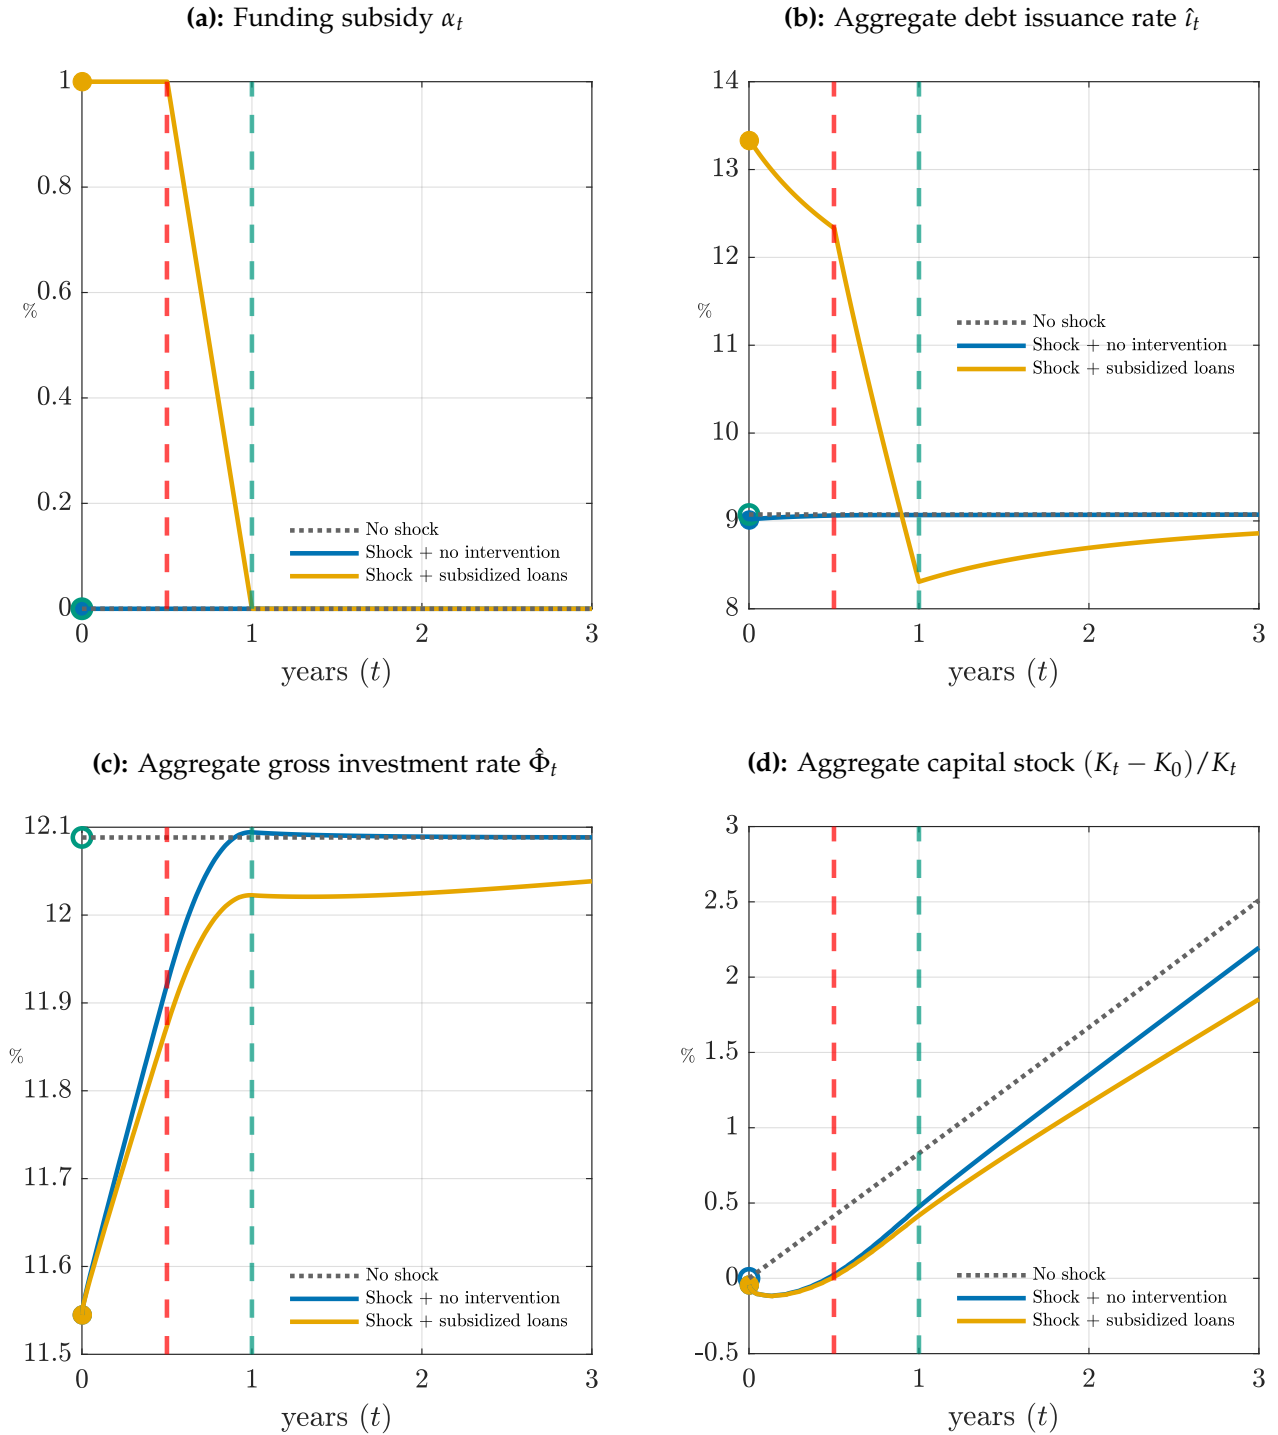 (a): Funding subsidy αt
1
0.8
0.6
%
0.4
0.2
0
No shock
Shock + no intervention
Shock + subsidized loans
0 1 2 3
years (t)
(b): Aggregate debt issuance rate ι̂t
14
13
12
%
11
10
9
8
No shock
Shock + no intervention
Shock + subsidized loans
0 1 2 3
years (t)
(c): Aggregate gross investment rate Φ̂t
12.1
12
11.9
%
11.8
11.7
11.6
11.5
No shock
Shock + no intervention
Shock + subsidized loans
0 1 2 3
years (t)
(d): Aggregate capital stock (Kt − K0)/Kt
3
2.5
2
%
1.5
1
0.5
0
-0.5
No shock
Shock + no intervention
Shock + subsidized loans
0 1 2 3
years (t)